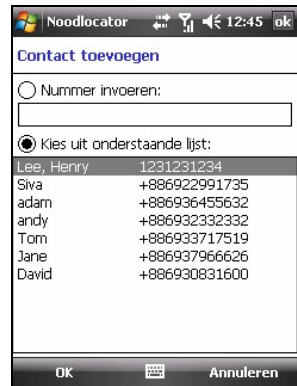 Noodlocator 12:45 ok
Contact toevoegen
Nummer invoeren:
Kies uit onderstaande lijst:
Lee, Henry 1231231234
Siva +886922991735
adam +886936455632
andy +886932332332
Tom +886933717519
Jane +886937966626
David +886930831600
OK Annuleren